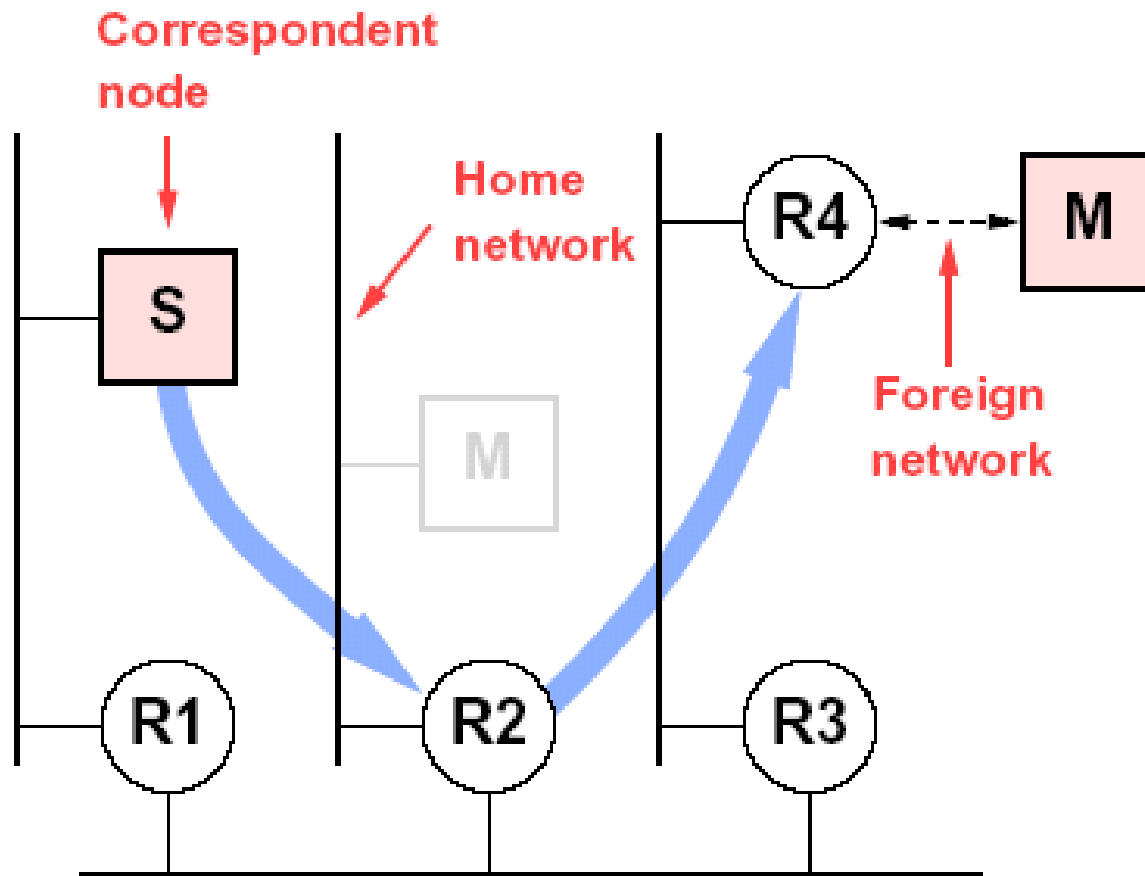 Correspondent
node
Home
network
R4
M
S
Foreign
network
M
R1
R2
R3